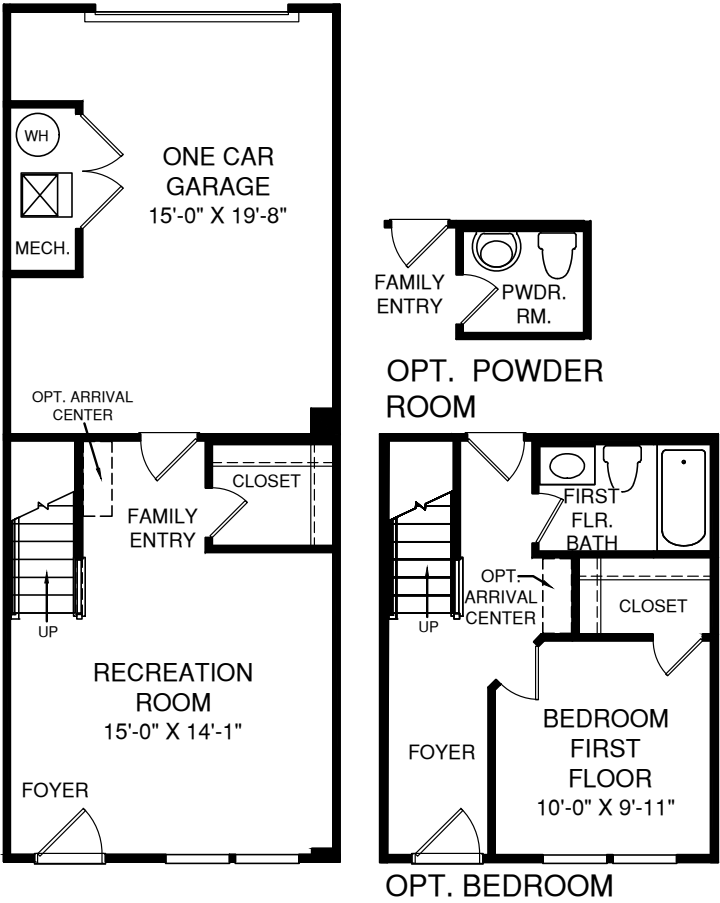 WH
MECH.
ONE CAR
GARAGE
15'-0" X 19'-8"
OPT. ARRIVAL
CENTER
CLOSET
FAMILY
ENTRY
UP
RECREATION
ROOM
15'-0" X 14'-1"
FOYER
FAMILY
ENTRY
PWDR.
RM.
OPT. POWDER
ROOM
FIRST
FLR.
BATH
OPT.
ARRIVAL
CENTER
CLOSET
UP
FOYER
BEDROOM
FIRST
FLOOR
10'-0" X 9'-11"
OPT. BEDROOM